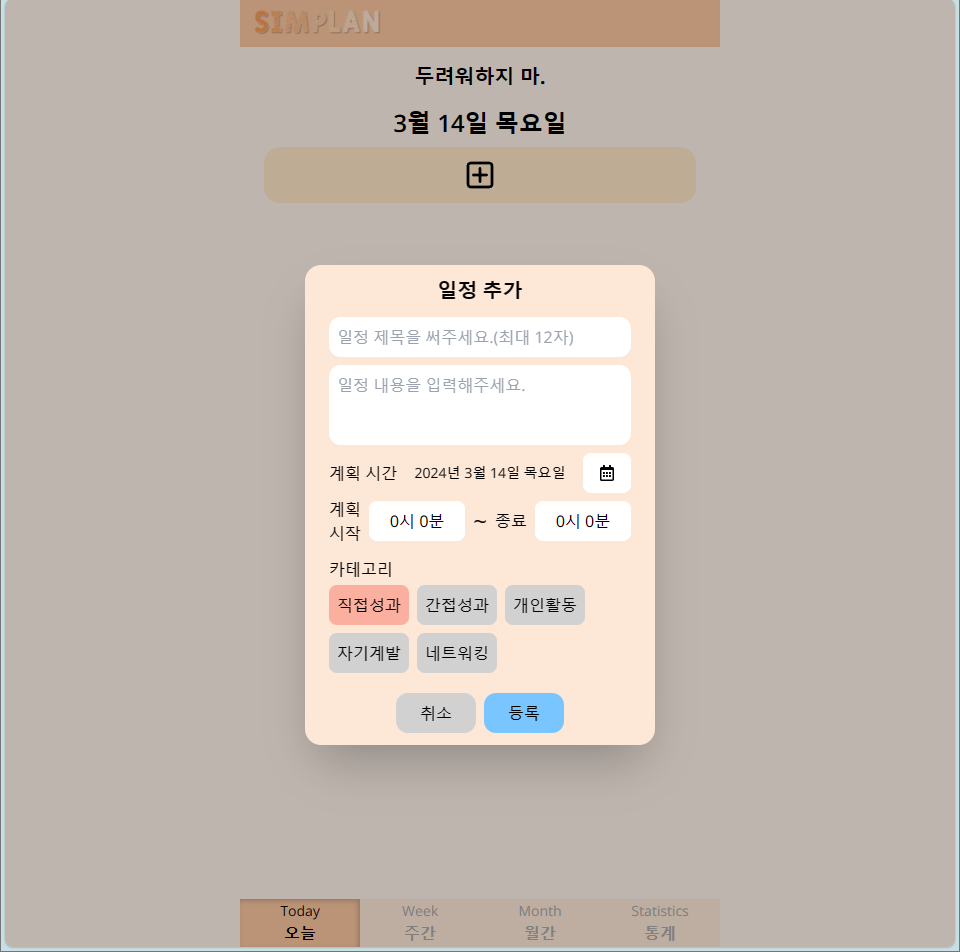 SIMPLAN
두려워하지 마.
3월 14일 목요일
일정 추가
일정 제목을 써주세요.(최대 12자)
일정 내용을 입력해주세요.
계획 시간 2024년 3월 14일 목요일
계획
시작 0시 0분 ~ 종료 0시 0분
카테고리
직접성과 간접성과 개인활동
자기계발 네트워킹
취소 등록
Today Week Month Statistics
오늘 주간 월간 통계